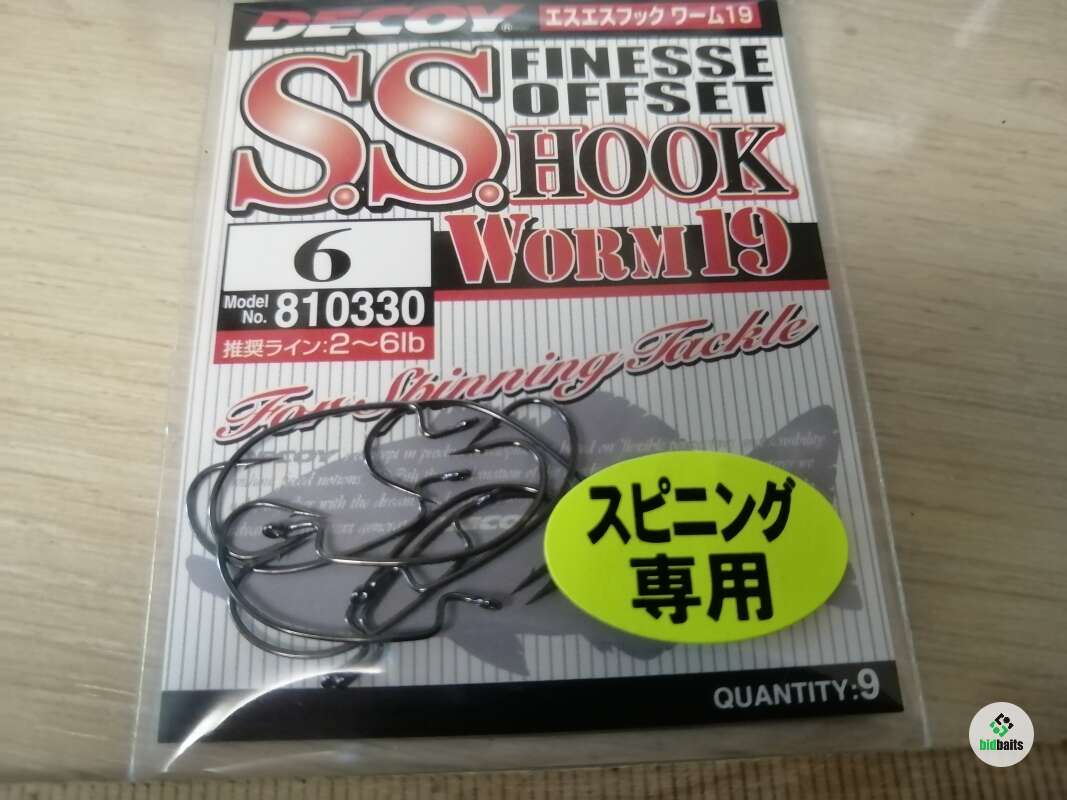 DECOY®
エスエスフック ワーム19
S.S. FINESSE
OFFSET
HOOK
WORM 19
6
Model No. 810330
推奨ライン:2～6lb
For Spinning Tackle
スピニング
専用
QUANTITY:9
bidbaits